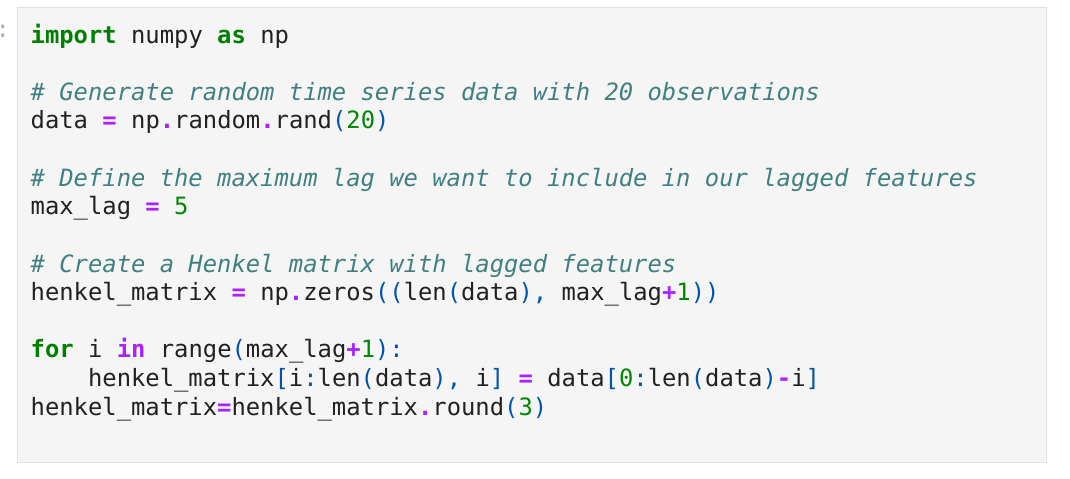 :
import numpy as np
# Generate random time series data with 20 observations
data = np.random.rand(20)
# Define the maximum lag we want to include in our lagged features
max_lag = 5
# Create a Henkel matrix with lagged features
henkel_matrix = np.zeros((len(data), max_lag+1))
for i in range(max_lag+1):
    henkel_matrix[i:len(data), i] = data[0:len(data)-i]
henkel_matrix=henkel_matrix.round(3)